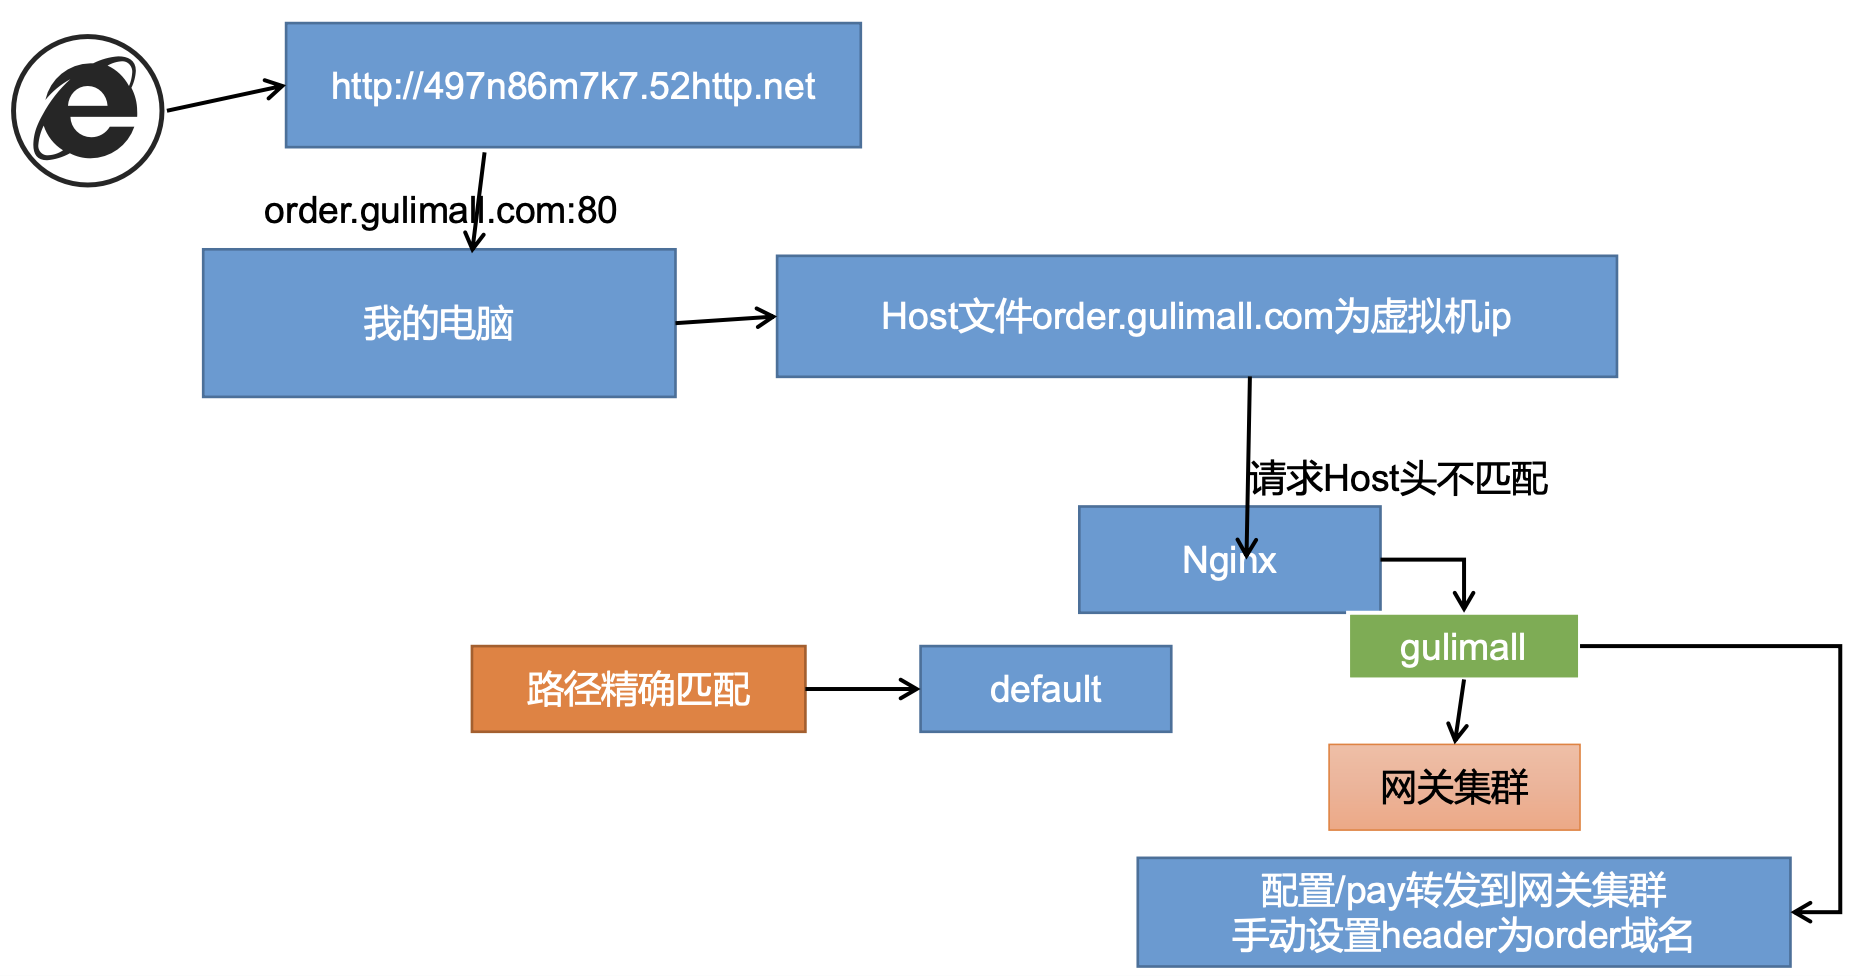 http://497n86m7k7.52http.net
order.gulimall.com:80
我的电脑
Host文件order.gulimall.com为虚拟机ip
请求Host头不匹配
Nginx
gulimall
路径精确匹配
default
网关集群
配置/pay转发到网关集群
手动设置header为order域名